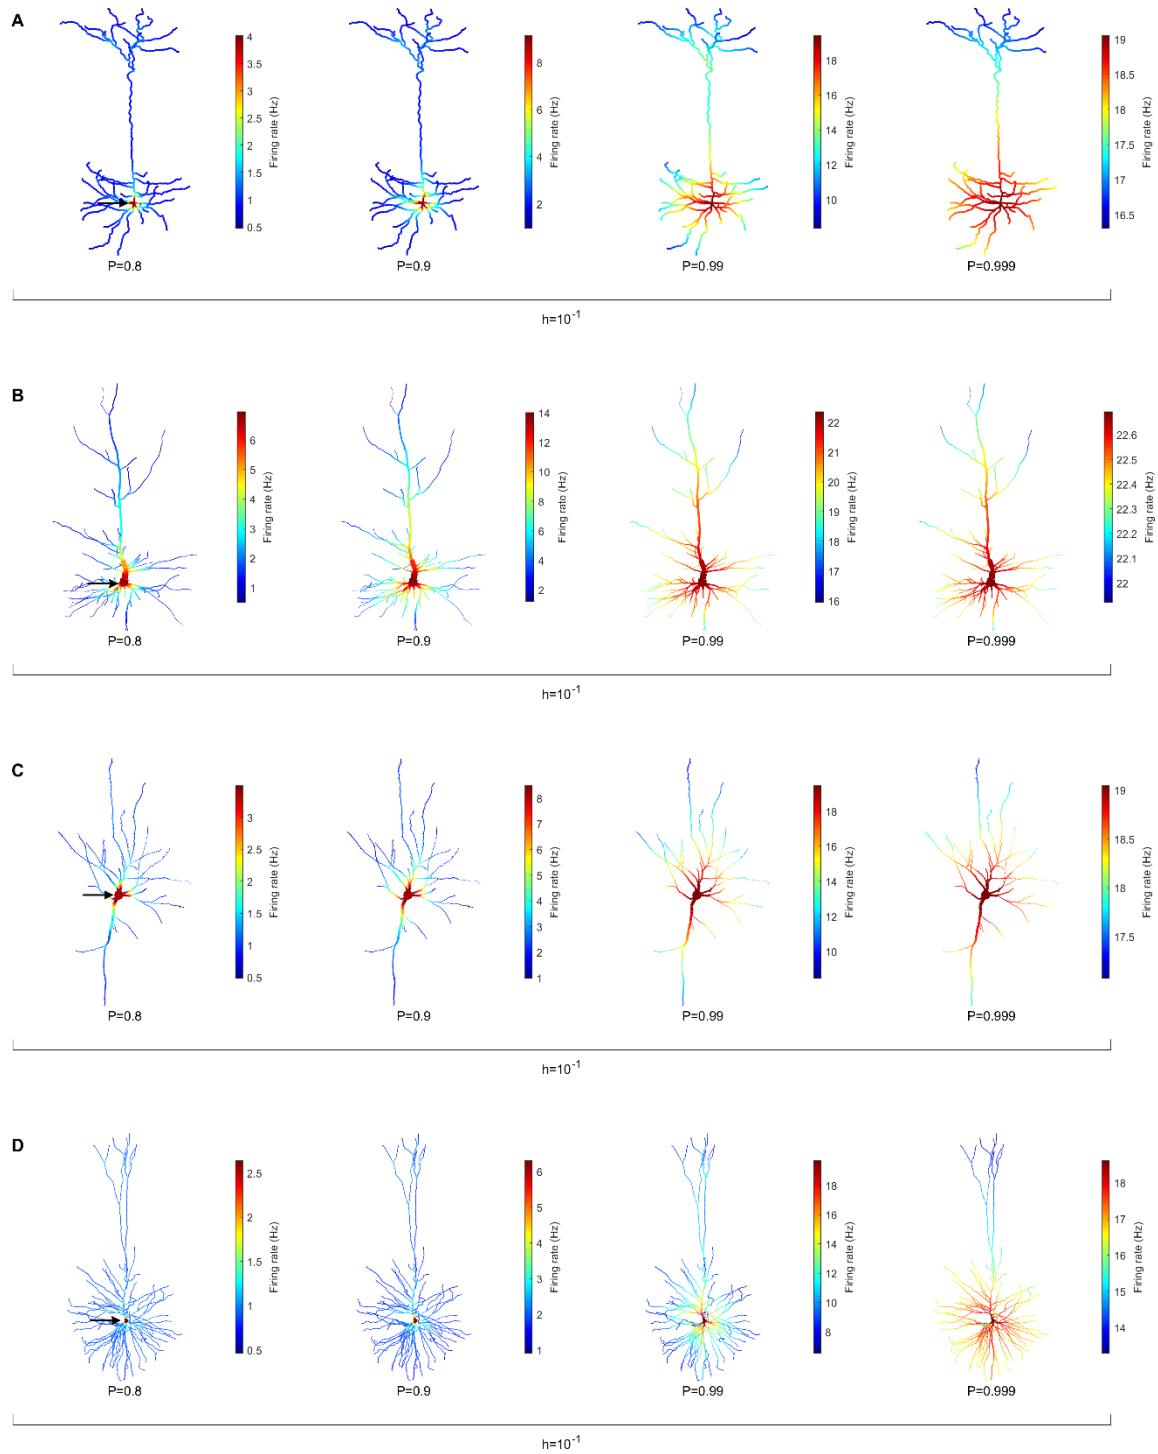 A
4
3.5
3
2.5
2
1.5
1
0.5
Firing rate (Hz)
8
6
4
2
Firing rate (Hz)
18
16
14
12
10
Firing rate (Hz)
19
18.5
18
17.5
17
16.5
Firing rate (Hz)
P=0.8
P=0.9
P=0.99
P=0.999
h=10⁻¹
B
6
5
4
3
2
1
Firing rate (Hz)
14
12
10
8
6
4
2
Firing rate (Hz)
22
21
20
19
18
17
16
Firing rate (Hz)
22.6
22.5
22.4
22.3
22.2
22.1
22
Firing rate (Hz)
P=0.8
P=0.9
P=0.99
P=0.999
h=10⁻¹
C
3
2.5
2
1.5
1
0.5
Firing rate (Hz)
8
7
6
5
4
3
2
1
Firing rate (Hz)
18
16
14
12
10
Firing rate (Hz)
19
18.5
18
17.5
Firing rate (Hz)
P=0.8
P=0.9
P=0.99
P=0.999
h=10⁻¹
D
2.5
2
1.5
1
0.5
Firing rate (Hz)
6
5
4
3
2
1
Firing rate (Hz)
18
16
14
12
10
8
Firing rate (Hz)
18
17
16
15
14
Firing rate (Hz)
P=0.8
P=0.9
P=0.99
P=0.999
h=10⁻¹